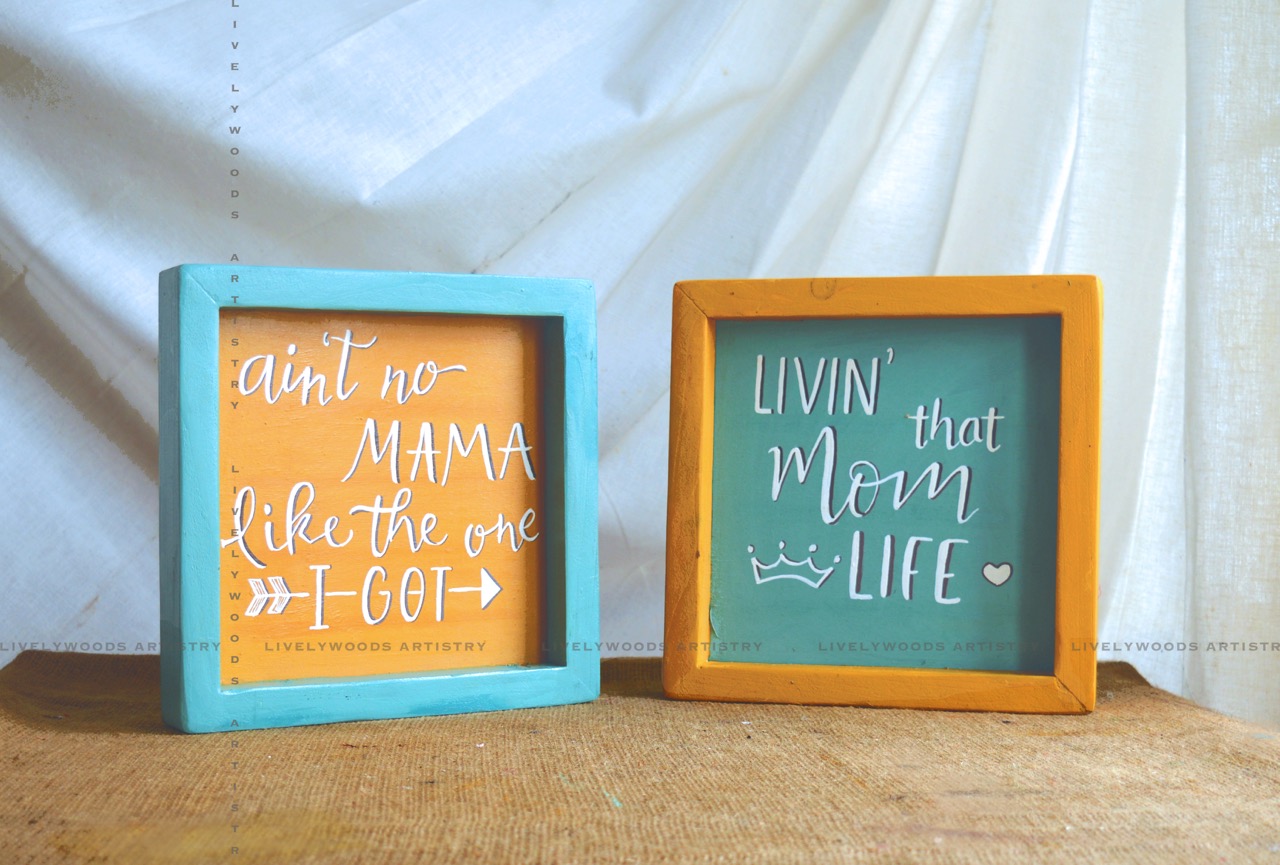 ain't no
MAMA
like the one
I GOT
LIVIN'
that
Mom
LIFE
LIVELYWOODS ARTISTRY
LIVELYWOODS ARTISTRY
LIVELYWOODS ARTISTRY LIVELYWOODS ARTISTRY LIVELYWOODS ARTISTRY LIVELYWOODS ARTISTRY LIVELYWOODS ARTISTR